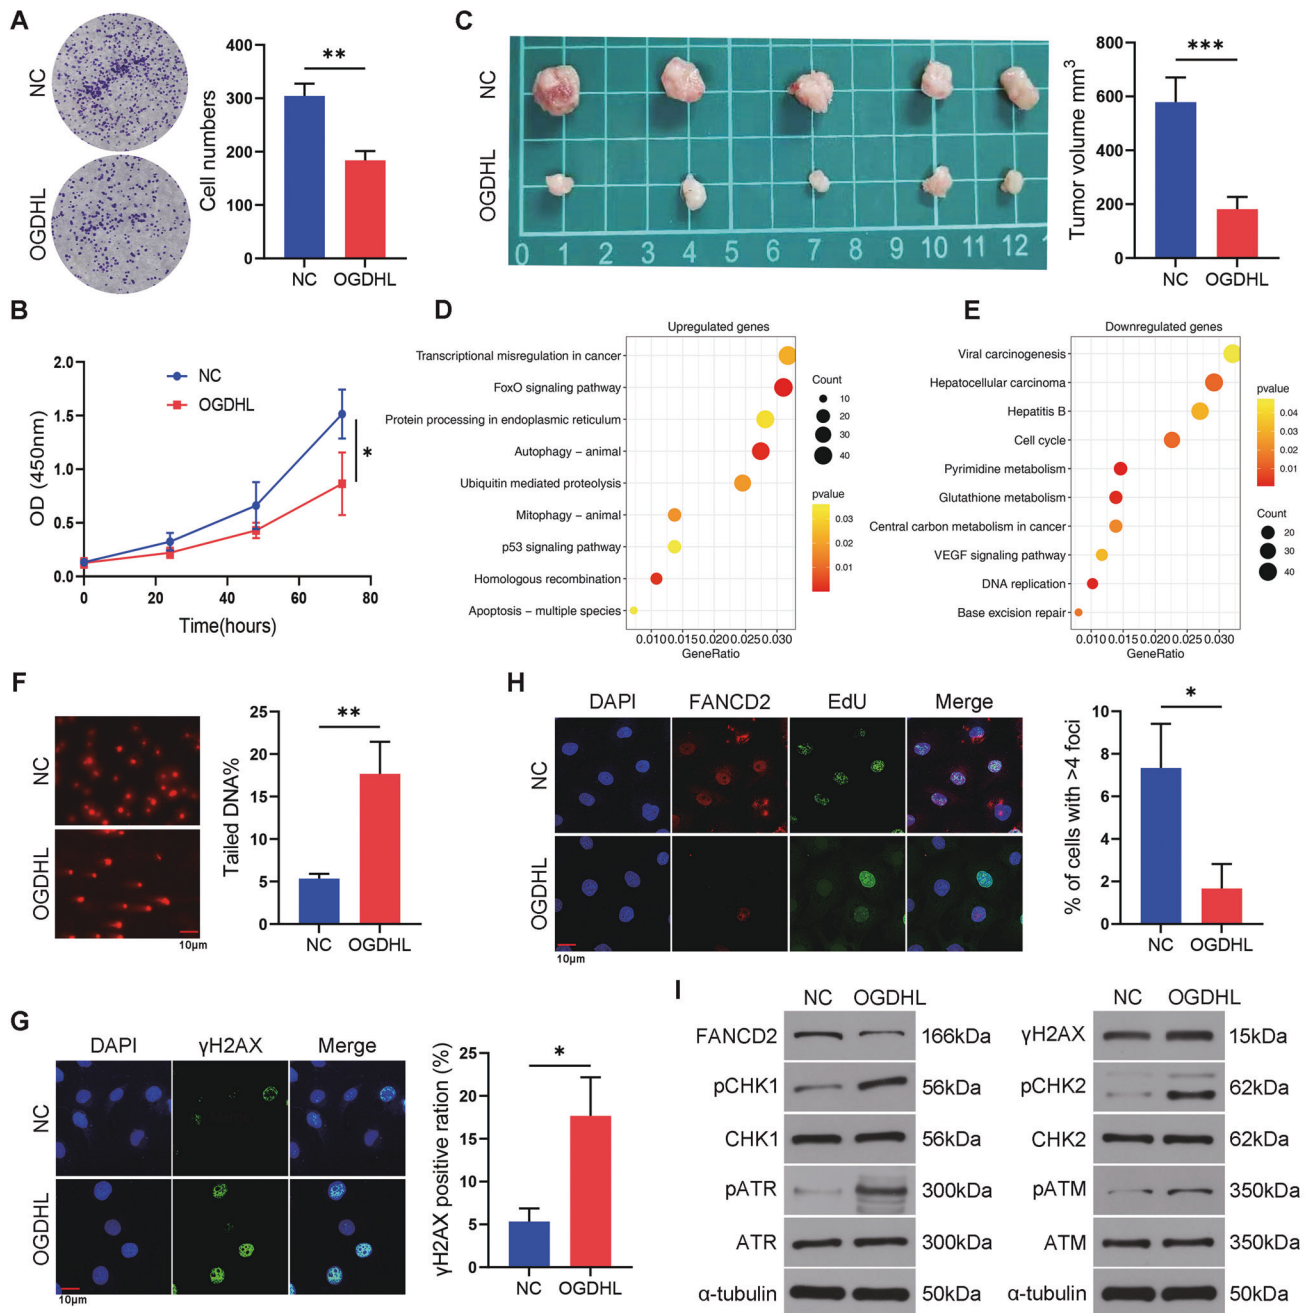 A
NC
OGDHL
Cell numbers
400
300
200
100
0
**
NC
OGDHL
C
NC
OGDHL
0 1 2 3 4 5 6 7 8 9 10 11 12
Tumor volume mm³
800
600
400
200
0
***
NC
OGDHL
B
OD (450nm)
2.0
1.5
1.0
0.5
0.0
NC
OGDHL
*
0 20 40 60 80
Time(hours)
D
Upregulated genes
Transcriptional misregulation in cancer
FoxO signaling pathway
Protein processing in endoplasmic reticulum
Autophagy − animal
Ubiquitin mediated proteolysis
Mitophagy − animal
p53 signaling pathway
Homologous recombination
Apoptosis − multiple species
0.010 0.015 0.020 0.025 0.030
GeneRatio
Count
10
20
30
40
pvalue
0.03
0.02
0.01
E
Downregulated genes
Viral carcinogenesis
Hepatocellular carcinoma
Hepatitis B
Cell cycle
Pyrimidine metabolism
Glutathione metabolism
Central carbon metabolism in cancer
VEGF signaling pathway
DNA replication
Base excision repair
0.010 0.015 0.020 0.025 0.030
GeneRatio
pvalue
0.04
0.03
0.02
0.01
Count
20
30
40
F
NC
OGDHL
10μm
Tailed DNA%
25
20
15
10
5
0
**
NC
OGDHL
H
DAPI FANCD2 EdU Merge
NC
OGDHL
10μm
% of cells with >4 foci
10
8
6
4
2
0
*
NC
OGDHL
G
DAPI γH2AX Merge
NC
OGDHL
10μm
γH2AX positive ration (%)
25
20
15
10
5
0
*
NC
OGDHL
I
NC OGDHL
FANCD2 166kDa
pCHK1 56kDa
CHK1 56kDa
pATR 300kDa
ATR 300kDa
α-tubulin 50kDa
NC OGDHL
γH2AX 15kDa
pCHK2 62kDa
CHK2 62kDa
pATM 350kDa
ATM 350kDa
α-tubulin 50kDa